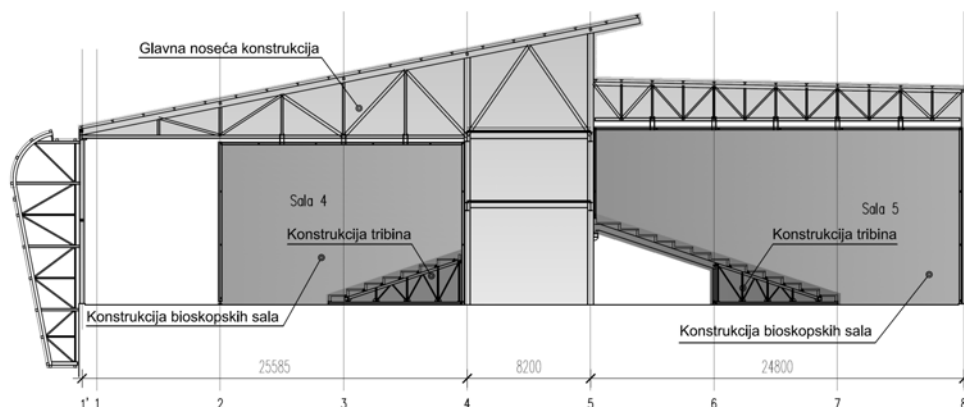 Glavna noseća konstrukcija
Sala 4
Konstrukcija tribina
Sala 5
Konstrukcija tribina
Konstrukcija bioskopskih sala
Konstrukcija bioskopskih sala
25585
8200
24800
1' 1 2 3 4 5 6 7 8